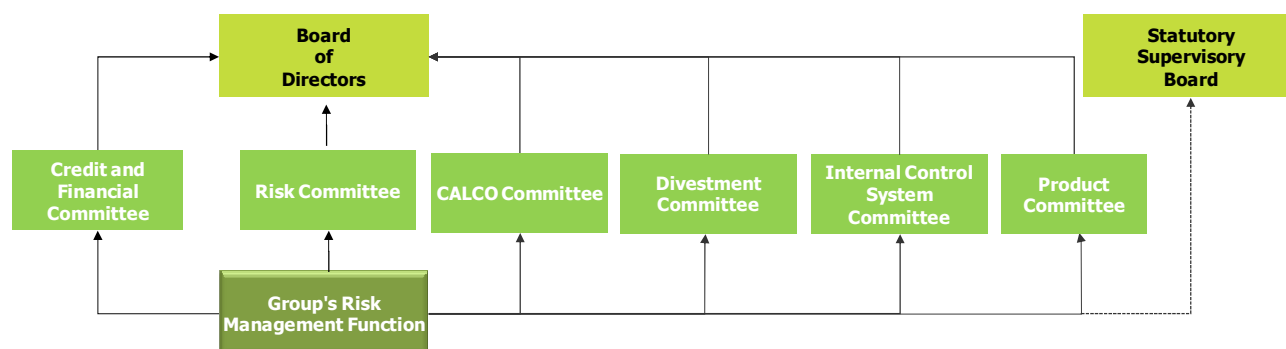 Board
of
Directors
Statutory
Supervisory
Board
Credit and
Financial
Committee
Risk Committee
CALCO Committee
Divestment
Committee
Internal Control
System
Committee
Product
Committee
Group's Risk
Management Function